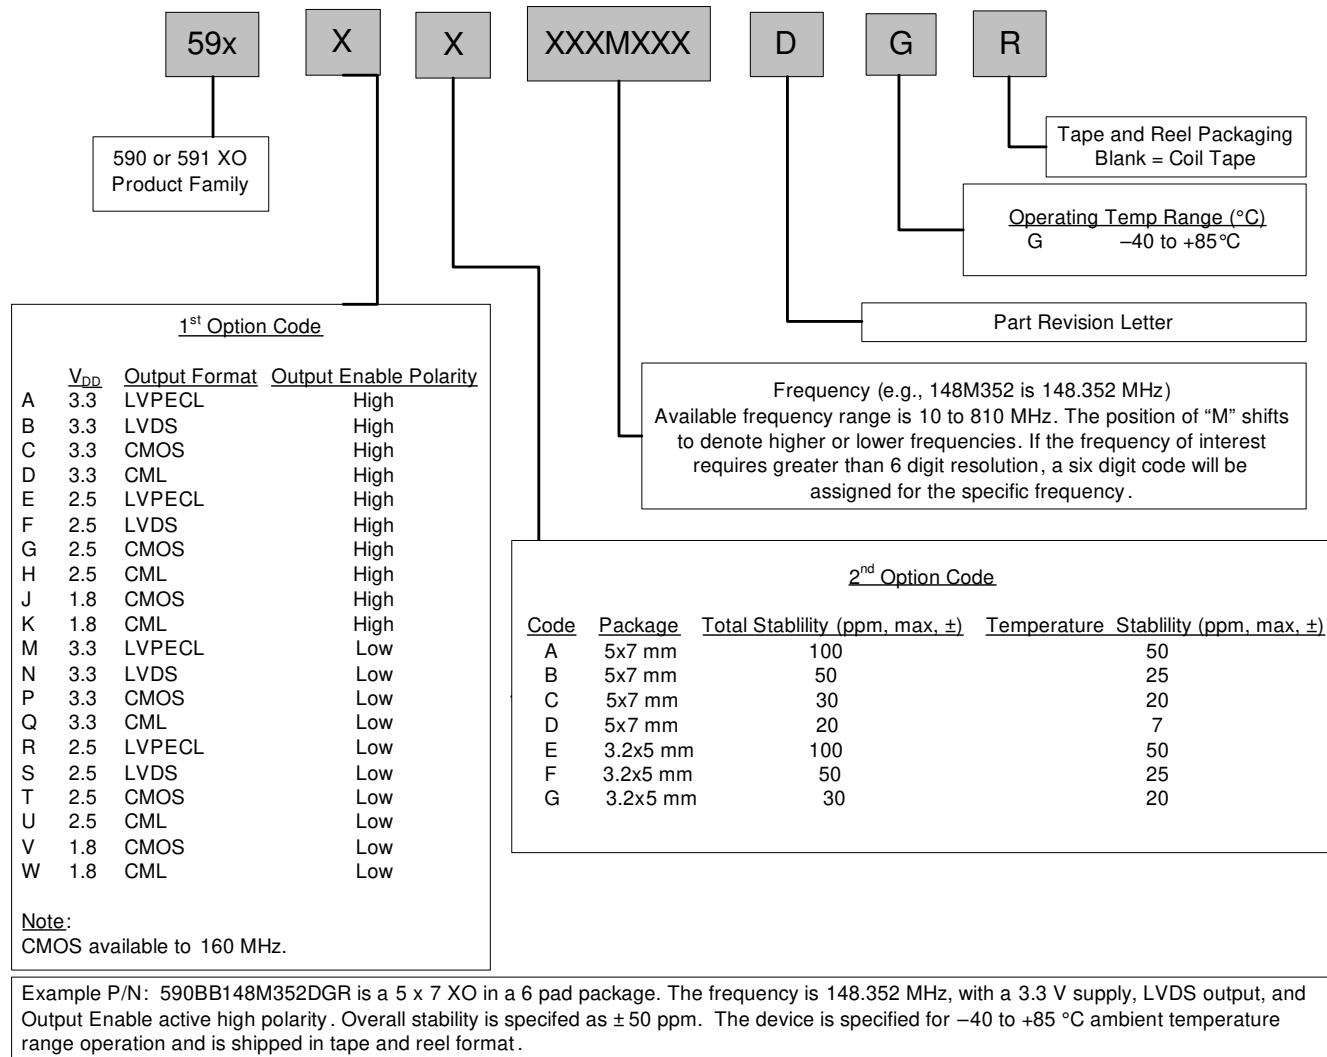 59x X X XXXMXXX D G R
590 or 591 XO
Product Family
Tape and Reel Packaging
Blank = Coil Tape
Operating Temp Range (°C)
G –40 to +85°C
Part Revision Letter
Frequency (e.g., 148M352 is 148.352 MHz)
Available frequency range is 10 to 810 MHz. The position of “M” shifts
to denote higher or lower frequencies. If the frequency of interest
requires greater than 6 digit resolution, a six digit code will be
assigned for the specific frequency.
1st Option Code
VDD Output Format Output Enable Polarity
A 3.3 LVPECL High
B 3.3 LVDS High
C 3.3 CMOS High
D 3.3 CML High
E 2.5 LVPECL High
F 2.5 LVDS High
G 2.5 CMOS High
H 2.5 CML High
J 1.8 CMOS High
K 1.8 CML High
M 3.3 LVPECL Low
N 3.3 LVDS Low
P 3.3 CMOS Low
Q 3.3 CML Low
R 2.5 LVPECL Low
S 2.5 LVDS Low
T 2.5 CMOS Low
U 2.5 CML Low
V 1.8 CMOS Low
W 1.8 CML Low
Note:
CMOS available to 160 MHz.
2nd Option Code
Code Package Total Stablility (ppm, max, ±) Temperature Stablility (ppm, max, ±)
A 5x7 mm 100 50
B 5x7 mm 50 25
C 5x7 mm 30 20
D 5x7 mm 20 7
E 3.2x5 mm 100 50
F 3.2x5 mm 50 25
G 3.2x5 mm 30 20
Example P/N: 590BB148M352DGR is a 5 x 7 XO in a 6 pad package. The frequency is 148.352 MHz, with a 3.3 V supply, LVDS output, and
Output Enable active high polarity. Overall stability is specifed as ±50 ppm. The device is specified for –40 to +85 °C ambient temperature
range operation and is shipped in tape and reel format.